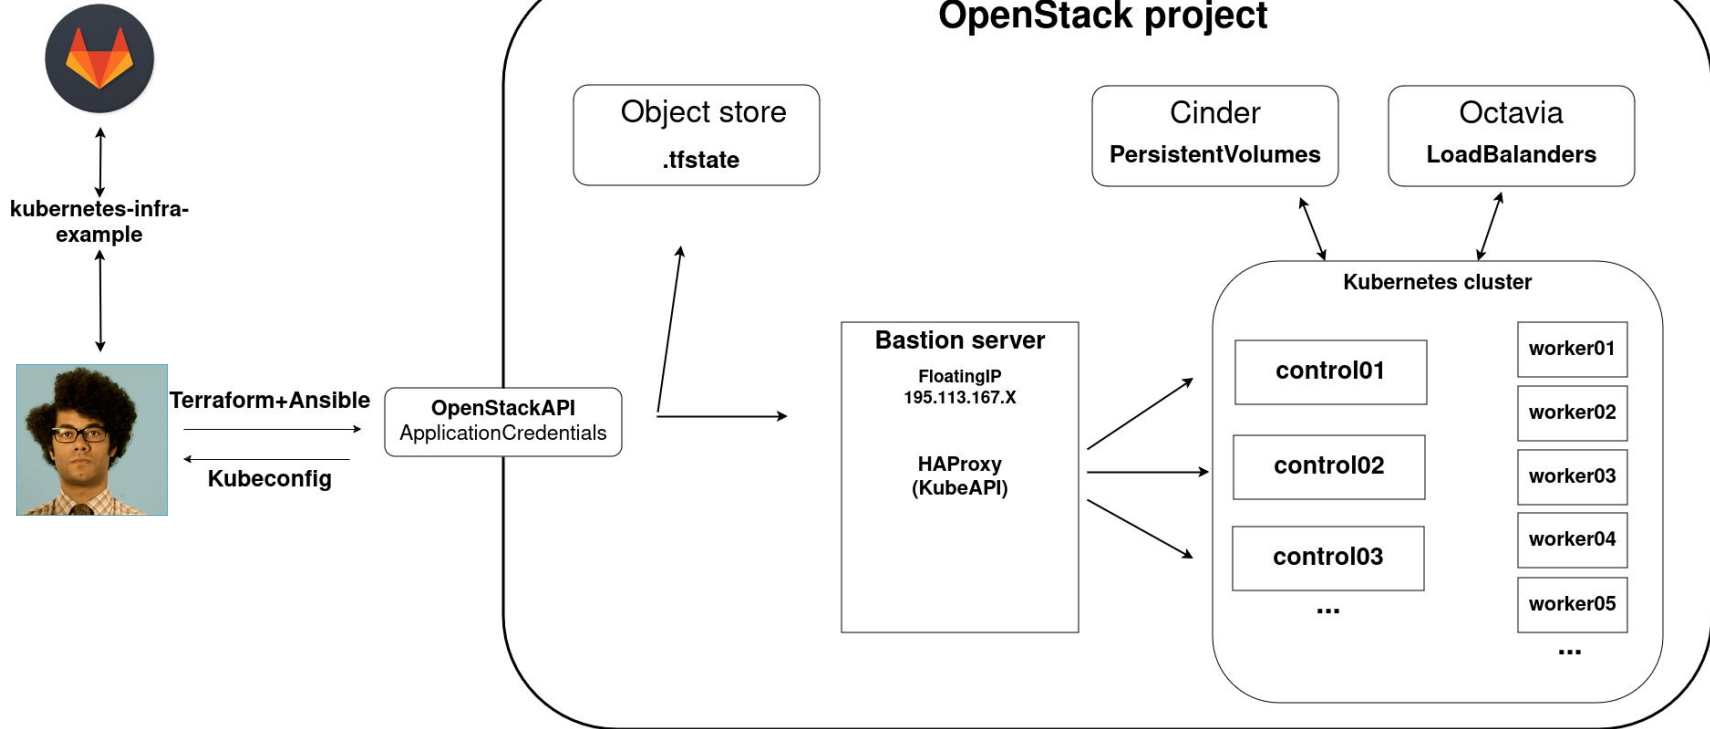 OpenStack project
Object store
.tfstate
Cinder
PersistentVolumes
Octavia
LoadBalanders
kubernetes-infra-
example
Terraform+Ansible
Kubeconfig
OpenStackAPI
ApplicationCredentials
Bastion server
FloatingIP
195.113.167.X
HAProxy
(KubeAPI)
Kubernetes cluster
control01
control02
control03
...
worker01
worker02
worker03
worker04
worker05
...